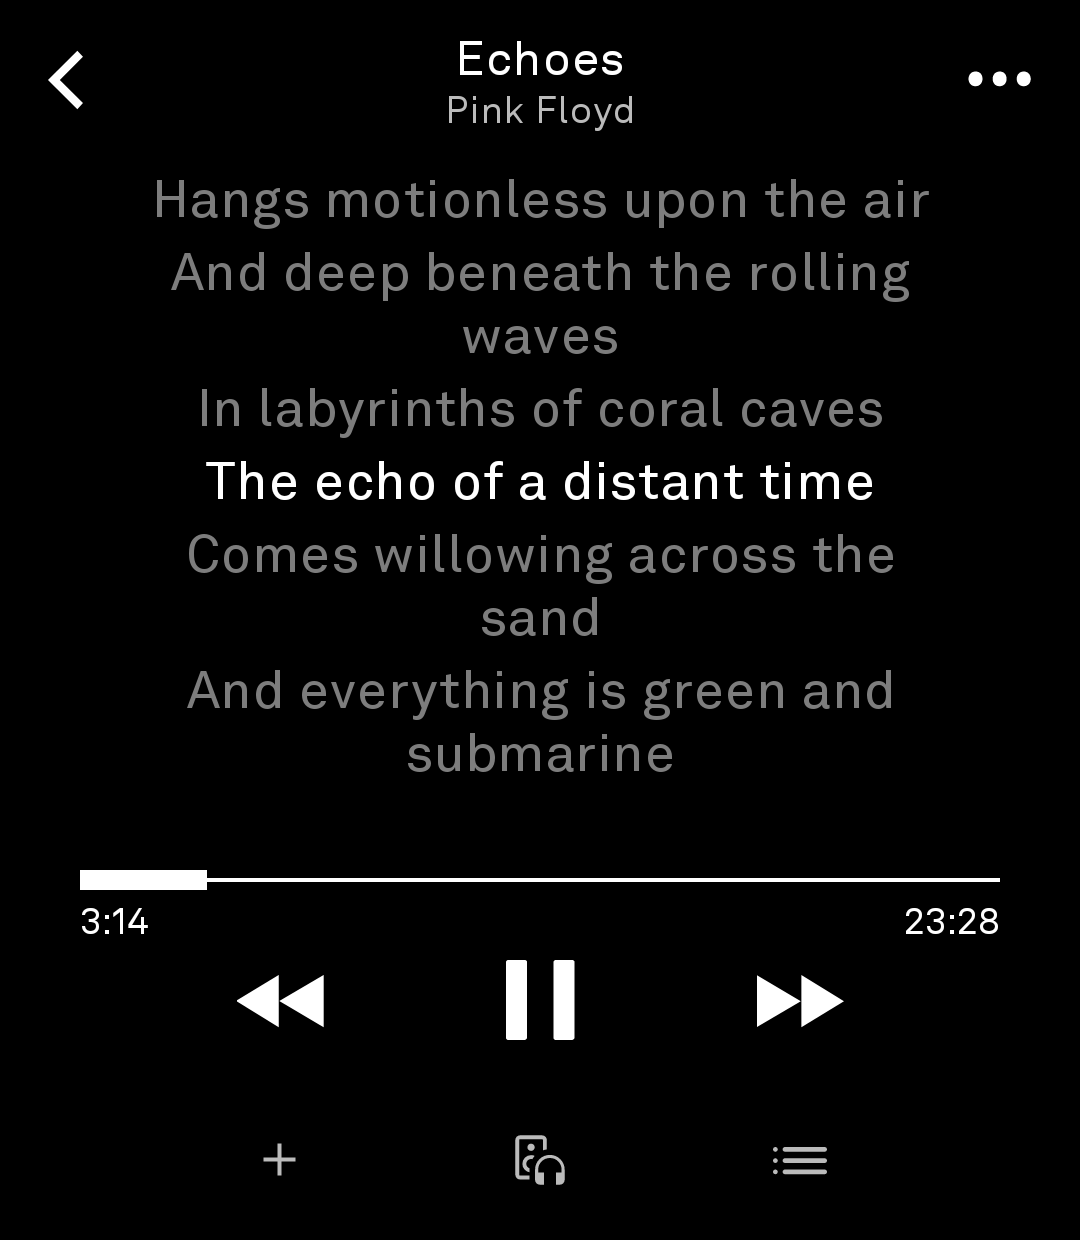 Echoes
Pink Floyd
Hangs motionless upon the air
And deep beneath the rolling
waves
In labyrinths of coral caves
The echo of a distant time
Comes willowing across the
sand
And everything is green and
submarine
3:14
23:28